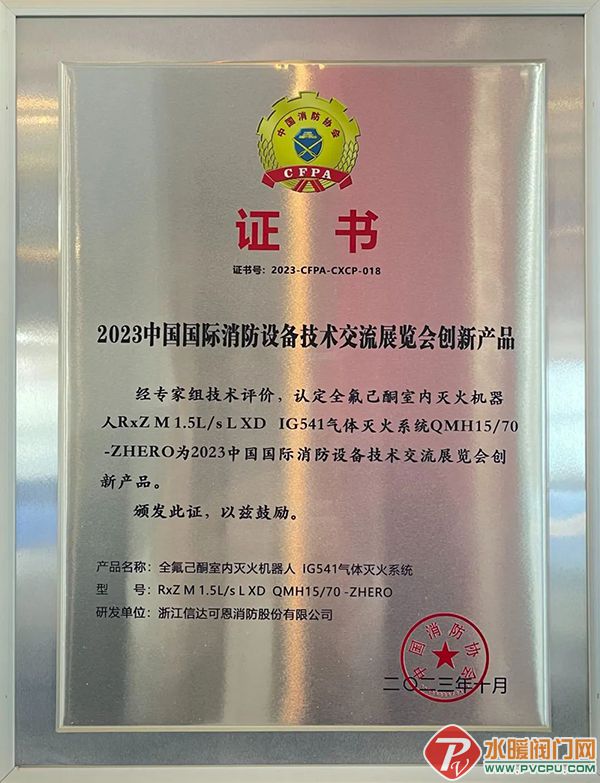 中国消防协会
CFPA
证书
证书号：2023-CFPA-CXCP-018
2023中国国际消防设备技术交流展览会创新产品
经专家组技术评价，认定全氟己酮室内灭火机器
人RxZ M 1.5L/s L XD IG541气体灭火系统QMH15/70
-ZHERO为2023中国国际消防设备技术交流展览会创
新产品。
颁发此证，以兹鼓励。
产品名称：全氟己酮室内灭火机器人 IG541气体灭火系统
型 号：RxZ M 1.5L/s L XD QMH15/70 -ZHERO
研发单位：浙江信达可恩消防股份有限公司
中国消防协会
二〇二三年十月
PV 水暖阀门网
www.PVCPU.com